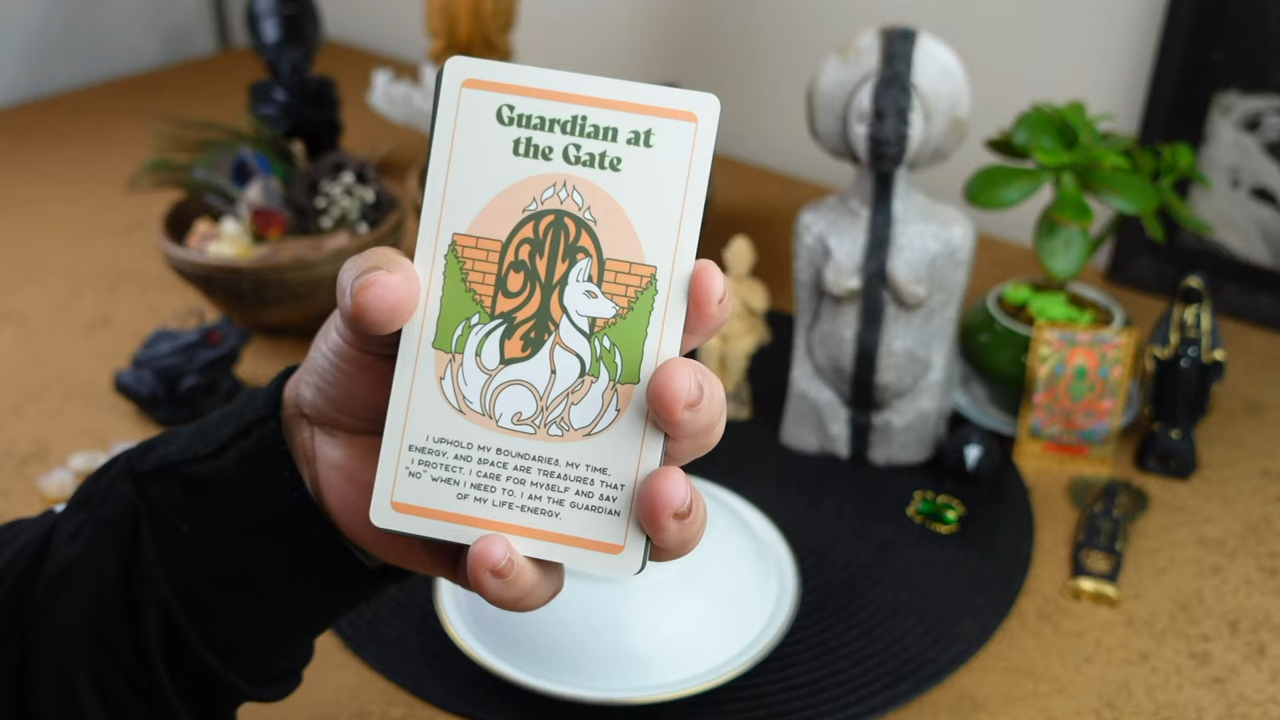 Guardian at
the Gate
I UPHOLD MY BOUNDARIES, MY TIME,
ENERGY, AND SPACE ARE TREASURES THAT
I PROTECT. I CARE FOR MYSELF AND SAY
"NO" WHEN I NEED TO. I AM THE GUARDIAN
OF MY LIFE-ENERGY.